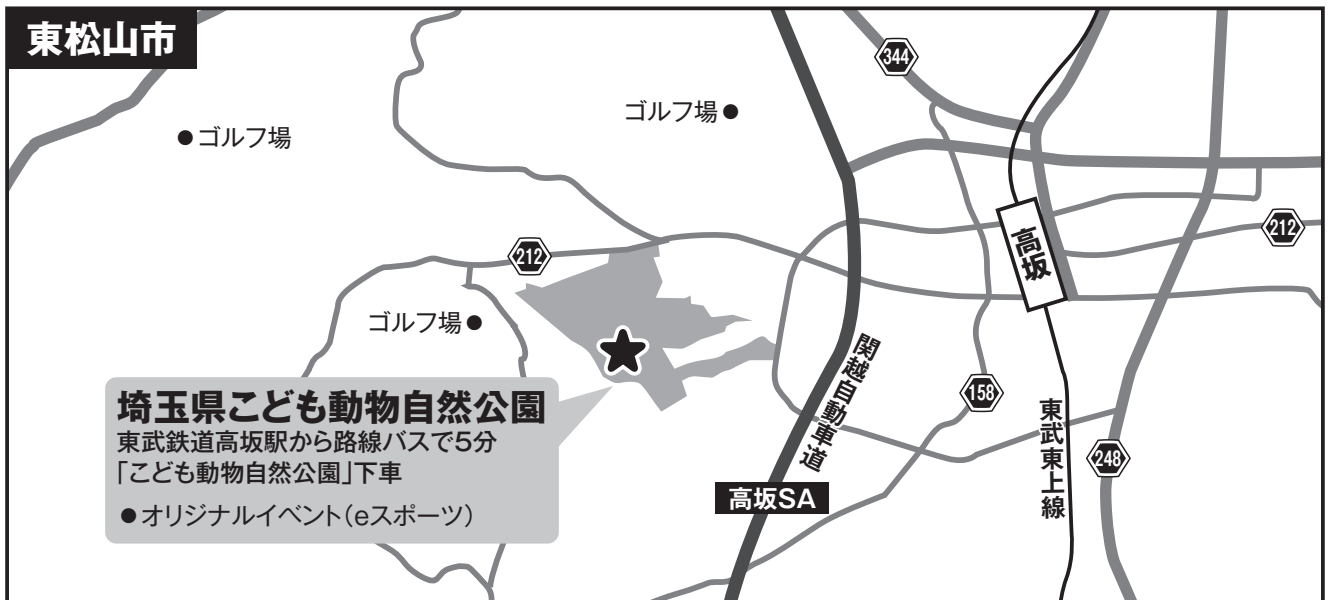 東松山市
344
ゴルフ場
ゴルフ場
212
高坂
212
ゴルフ場
関越自動車道
158
東武東上線
248
埼玉県こども動物自然公園
東武鉄道高坂駅から路線バスで5分
「こども動物自然公園」下車
●オリジナルイベント(eスポーツ)
高坂SA